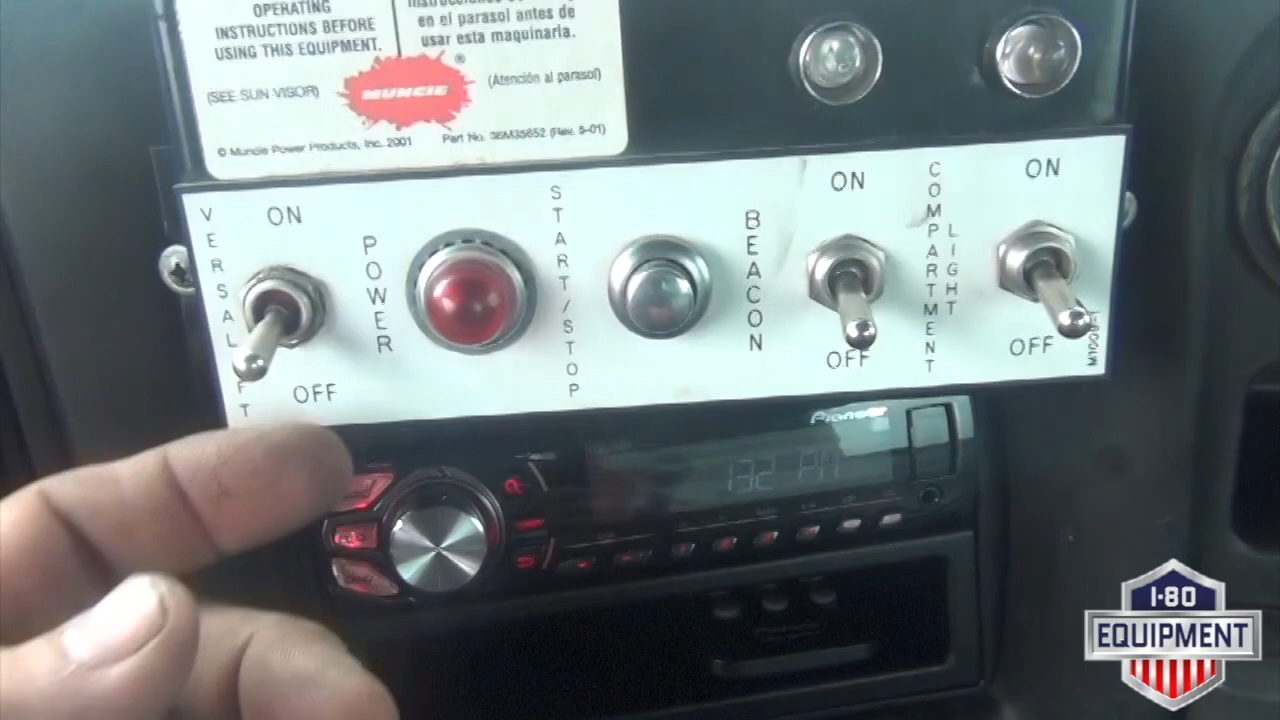 OPERATING
INSTRUCTIONS BEFORE
USING THIS EQUIPMENT.
(SEE SUN VISOR)
en el parasol antes de
usar esta maquinaria.
(Atención al parasol)
MUNCIE ®
© Muncie Power Products, Inc. 2001
Part No. 36M35652 (Rev. 5-01)
VERSALIFT
ON
OFF
POWER
START/STOP
BEACON
ON
OFF
COMPARTMENT
LIGHT
ON
OFF
Pioneer
1:32 PM
I-80
EQUIPMENT